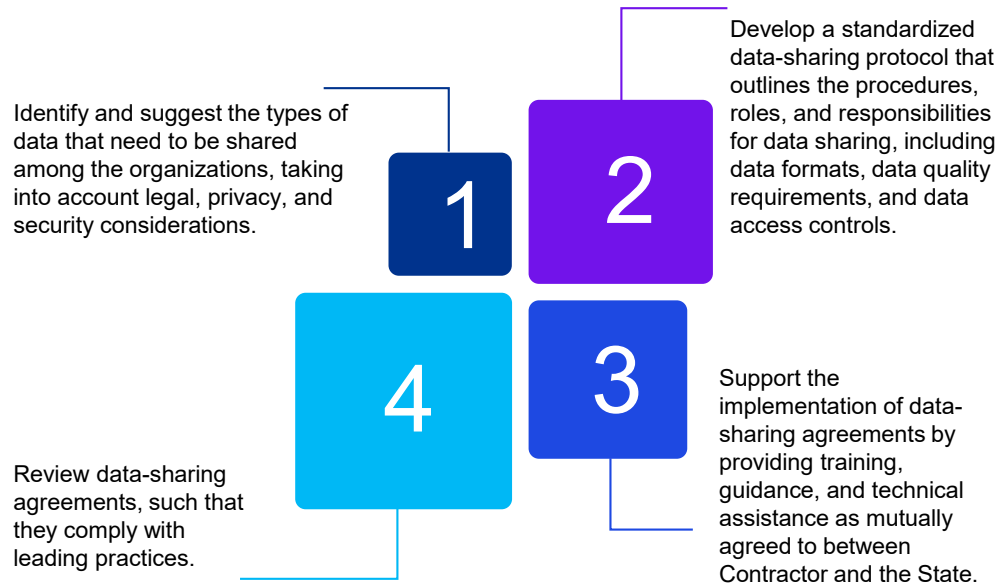 Identify and suggest the types of
data that need to be shared
among the organizations, taking
into account legal, privacy, and
security considerations.
1
2
Develop a standardized
data-sharing protocol that
outlines the procedures,
roles, and responsibilities
for data sharing, including
data formats, data quality
requirements, and data
access controls.
3
Support the
implementation of data-
sharing agreements by
providing training,
guidance, and technical
assistance as mutually
agreed to between
Contractor and the State.
4
Review data-sharing
agreements, such that
they comply with
leading practices.